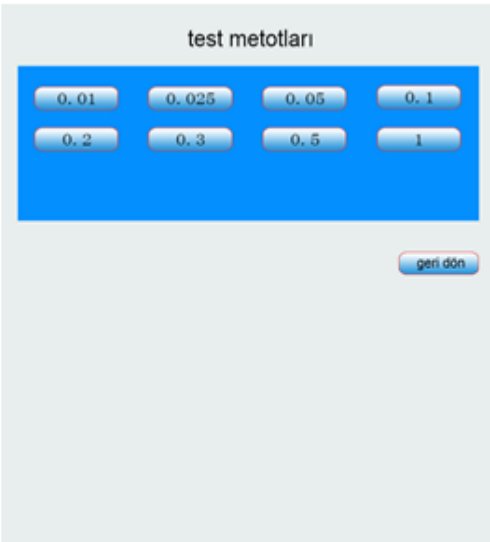 test metotları
0. 01 0. 025 0. 05 0. 1
0. 2 0. 3 0. 5 1
geri dön